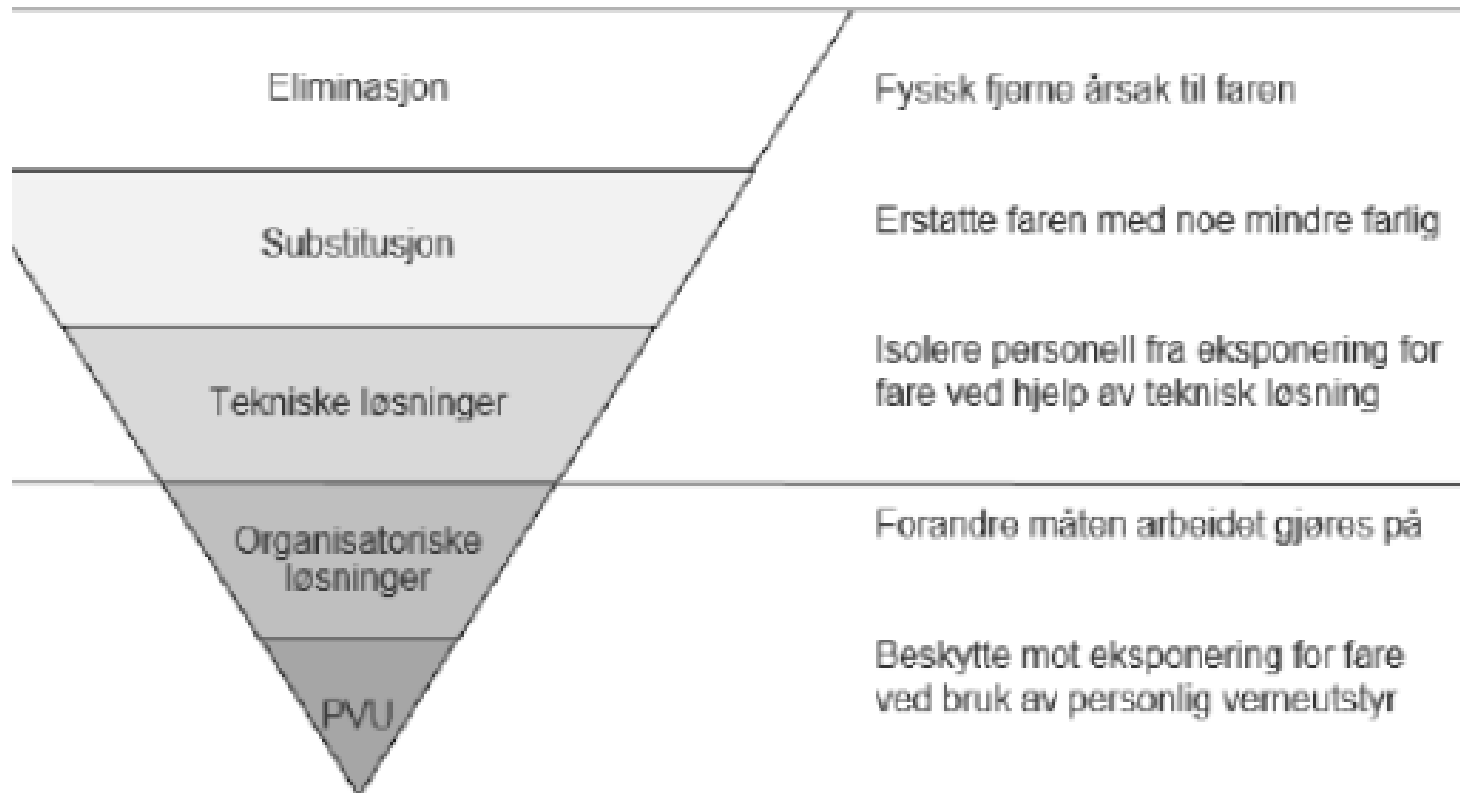 Eliminasjon
Fysisk fjerne årsak til faren
Substitusjon
Erstatte faren med noe mindre farlig
Tekniske løsninger
Isolere personell fra eksponering for
fare ved hjelp av teknisk løsning
Organisatoriske
løsninger
Forandre måten arbeidet gjøres på
PVU
Beskytte mot eksponering for fare
ved bruk av personlig verneutstyr